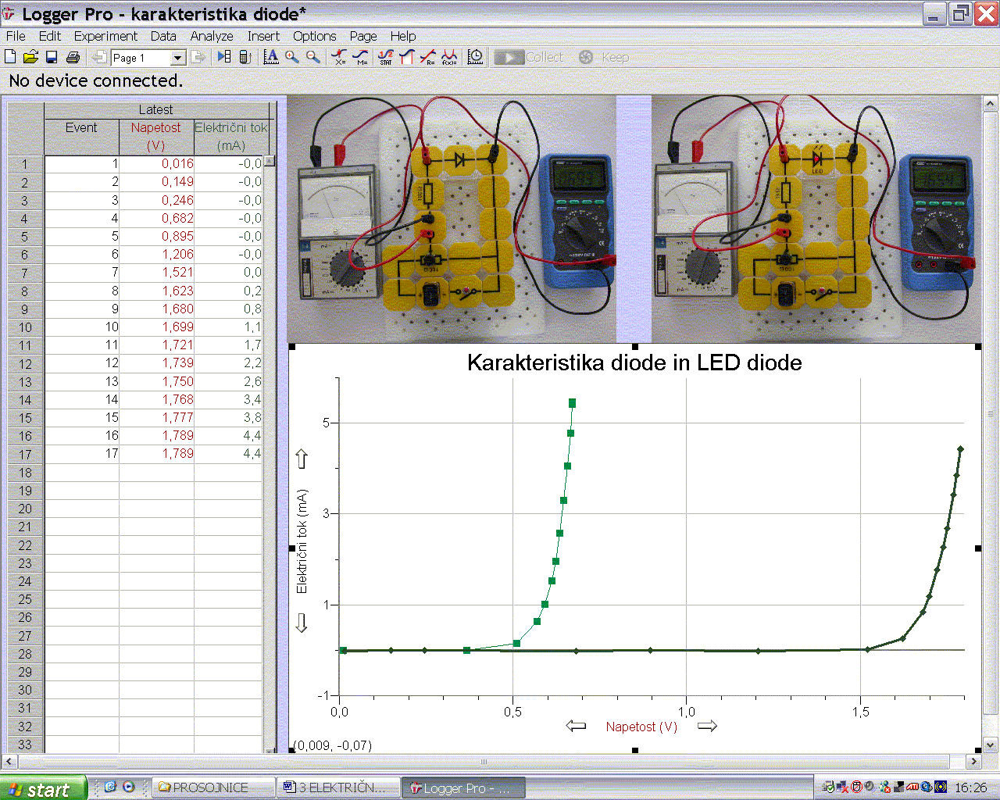 Logger Pro - karakteristika diode*
File Edit Experiment Data Analyze Insert Options Page Help
Page 1
X= M= STAT R= f(x)=
Collect Keep
No device connected.
Latest
Event Napetost (V) Električni tok (mA)
1 1 0,016 -0,0
2 2 0,149 -0,0
3 3 0,246 -0,0
4 4 0,682 -0,0
5 5 0,895 -0,0
6 6 1,206 -0,0
7 7 1,521 0,0
8 8 1,623 0,2
9 9 1,680 0,8
10 10 1,699 1,1
11 11 1,721 1,7
12 12 1,739 2,2
13 13 1,750 2,6
14 14 1,768 3,4
15 15 1,777 3,8
16 16 1,789 4,4
17 17 1,789 4,4
18
19
20
21
22
23
24
25
26
27
28
29
30
31
32
33
LED
Karakteristika diode in LED diode
5
3
1
-1
Električni tok (mA)
0,0 0,5 1,0 1,5
Napetost (V)
(0,009, -0,07)
start
PROSOJNICE
3 ELEKTRIČN...
Logger Pro - ...
16:26